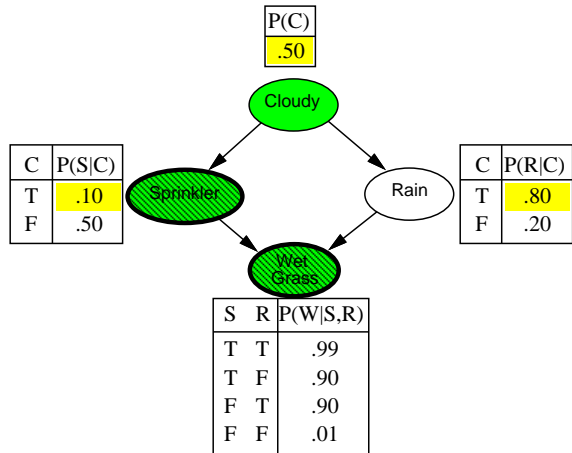 P(C)
.50
Cloudy
C P(S|C)
T .10
F .50
Sprinkler
Rain
C P(R|C)
T .80
F .20
Wet
Grass
S R P(W|S,R)
T T .99
T F .90
F T .90
F F .01